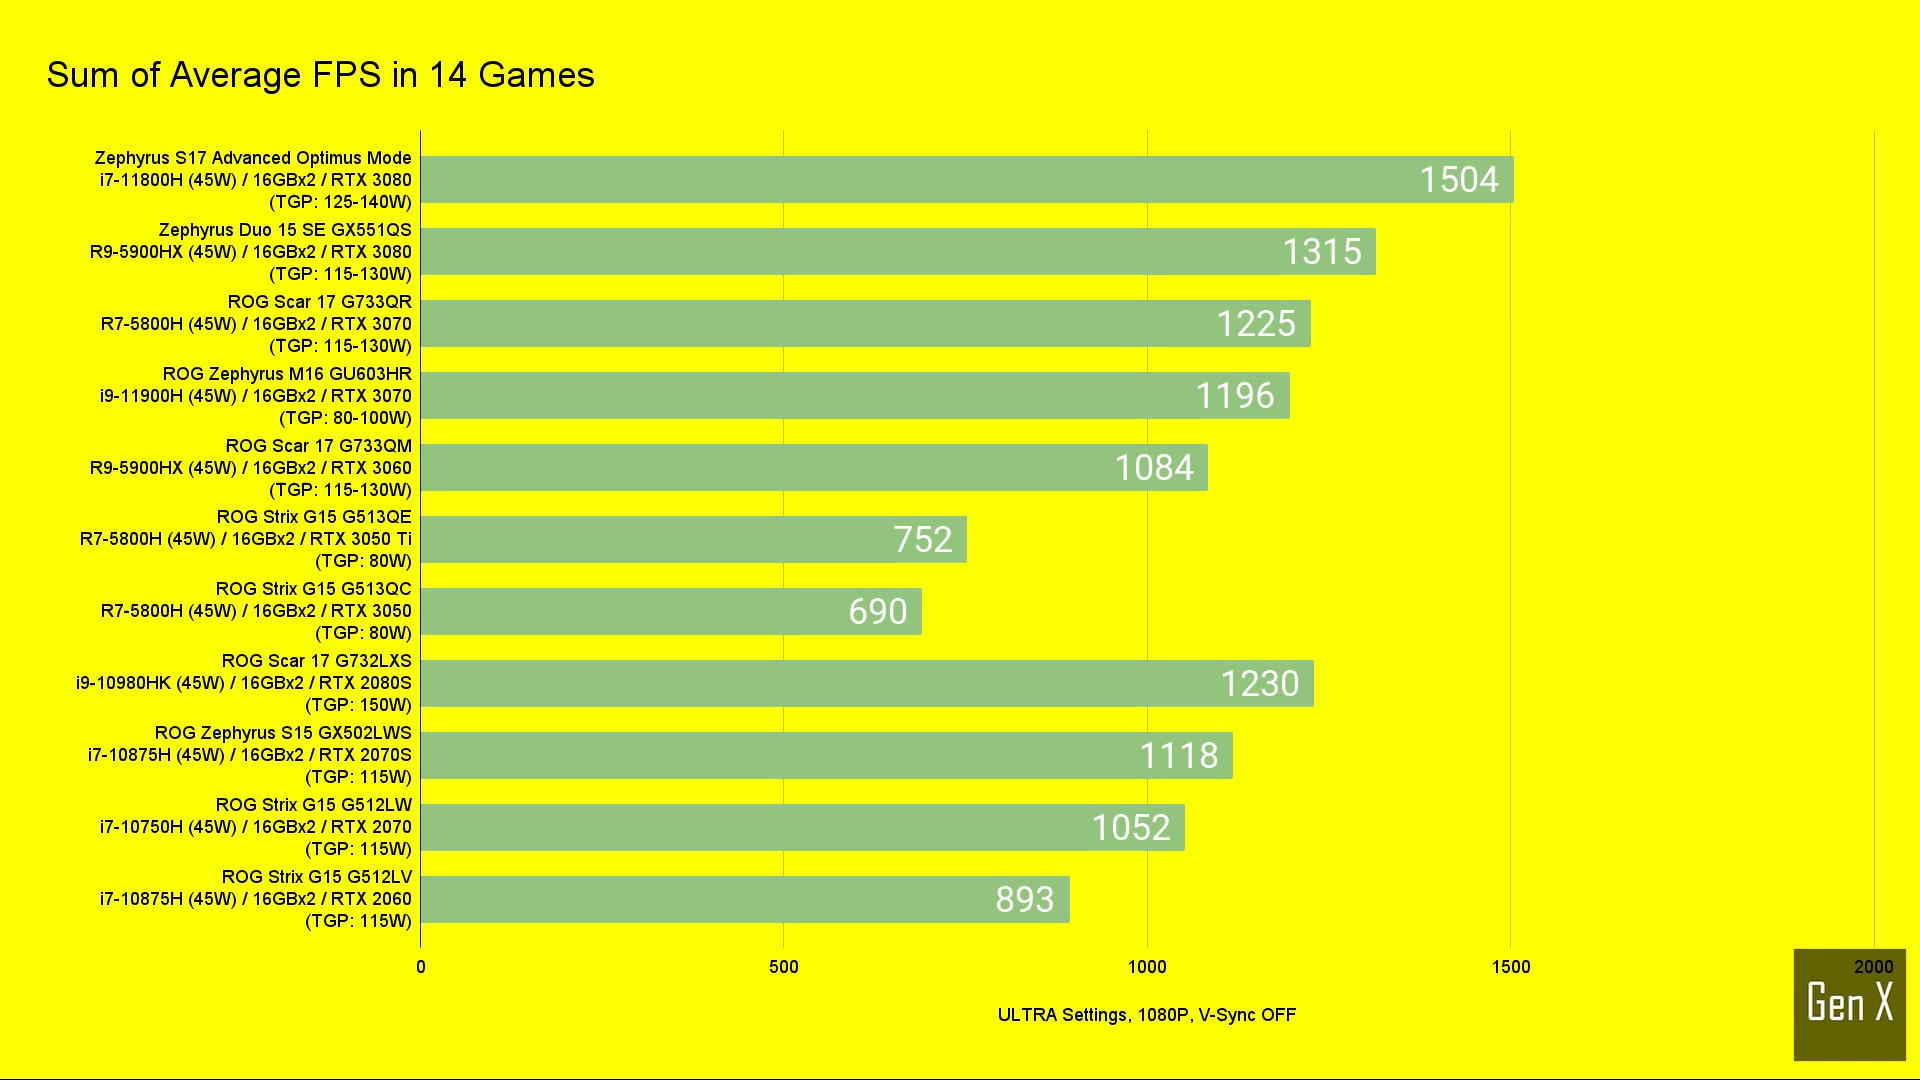 Sum of Average FPS in 14 Games
Zephyrus S17 Advanced Optimus Mode
i7-11800H (45W) / 16GBx2 / RTX 3080
(TGP: 125-140W)
1504
Zephyrus Duo 15 SE GX551QS
R9-5900HX (45W) / 16GBx2 / RTX 3080
(TGP: 115-130W)
1315
ROG Scar 17 G733QR
R7-5800H (45W) / 16GBx2 / RTX 3070
(TGP: 115-130W)
1225
ROG Zephyrus M16 GU603HR
i9-11900H (45W) / 16GBx2 / RTX 3070
(TGP: 80-100W)
1196
ROG Scar 17 G733QM
R9-5900HX (45W) / 16GBx2 / RTX 3060
(TGP: 115-130W)
1084
ROG Strix G15 G513QE
R7-5800H (45W) / 16GBx2 / RTX 3050 Ti
(TGP: 80W)
752
ROG Strix G15 G513QC
R7-5800H (45W) / 16GBx2 / RTX 3050
(TGP: 80W)
690
ROG Scar 17 G732LXS
i9-10980HK (45W) / 16GBx2 / RTX 2080S
(TGP: 150W)
1230
ROG Zephyrus S15 GX502LWS
i7-10875H (45W) / 16GBx2 / RTX 2070S
(TGP: 115W)
1118
ROG Strix G15 G512LW
i7-10750H (45W) / 16GBx2 / RTX 2070
(TGP: 115W)
1052
ROG Strix G15 G512LV
i7-10875H (45W) / 16GBx2 / RTX 2060
(TGP: 115W)
893
0 500 1000 1500 2000
ULTRA Settings, 1080P, V-Sync OFF
Gen X